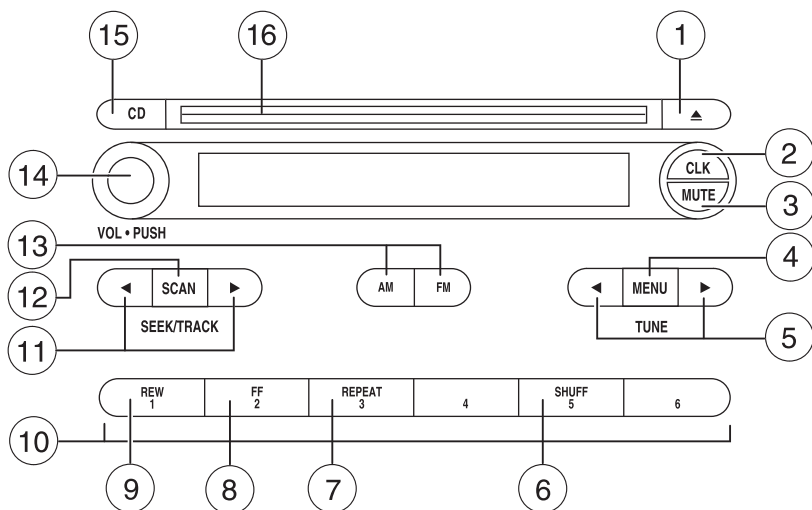 15 16 1
CD
2
CLK
14
MUTE
3
VOL • PUSH
13
4
12
SCAN AM FM MENU
SEEK/TRACK TUNE
11 5
REW FF REPEAT SHUFF
1 2 3 4 5 6
10
9 8 7 6